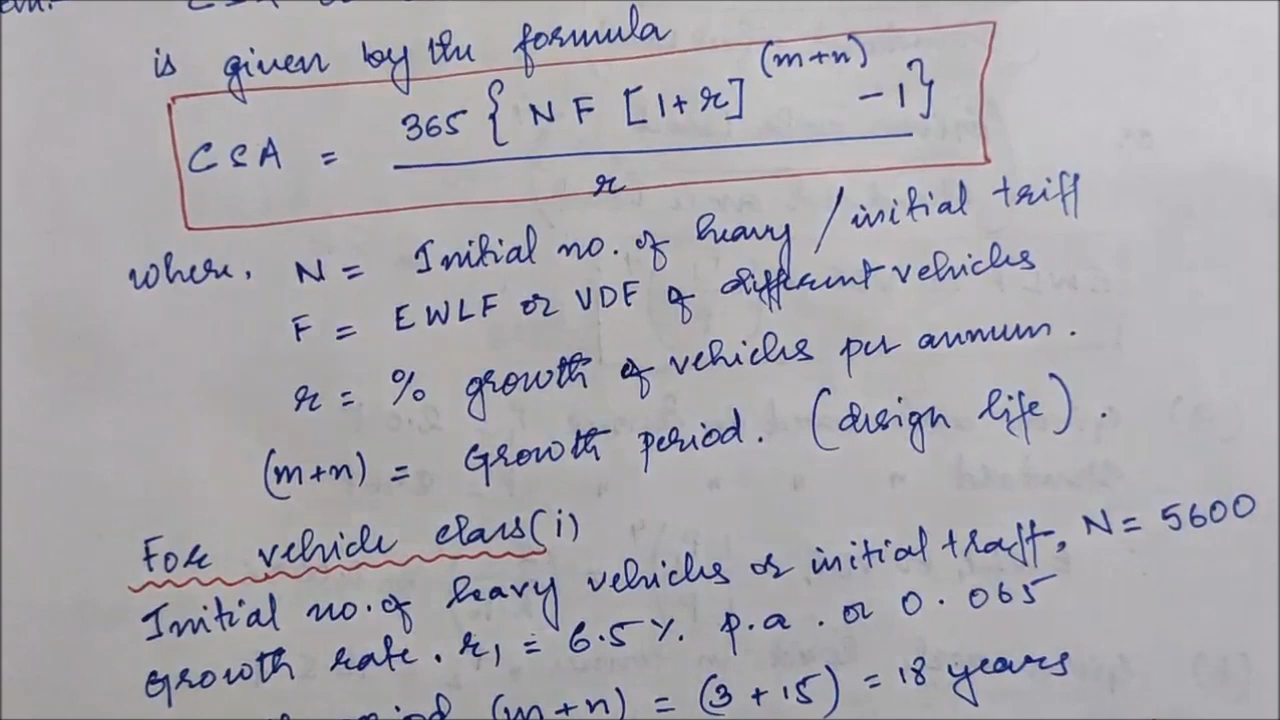 is given by the formula
CSA = 365 { N F [1+r]^(m+n) - 1 } / r
where, N = Initial no. of heavy / initial triff
F = EWLF or VDF of different vehicles
r = % growth of vehicles per annum.
(m+n) = Growth period. (design life).
For vehicle class(i)
Initial no. of heavy vehicles or initial traff, N = 5600
Growth rate. r₁ = 6.5 %. p.a. or 0.065
(m+n) = (3 + 15) = 18 years